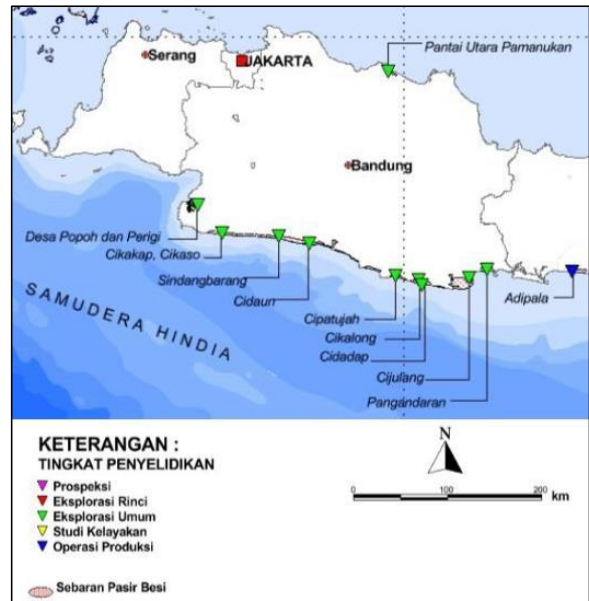 Pantai Utara Pamanukan
Serang
JAKARTA
Bandung
Desa Popoh dan Perigi
Cikakap, Cikaso
Sindangbarang
Cidaun
Cipatujah
Cikalong
Cidadap
Cijulang
Pangandaran
Adipala
SAMUDERA HINDIA
KETERANGAN :
TINGKAT PENYELIDIKAN
Prospeksi
Eksplorasi Rinci
Eksplorasi Umum
Studi Kelayakan
Operasi Produksi
Sebaran Pasir Besi
N
0 100 200 km